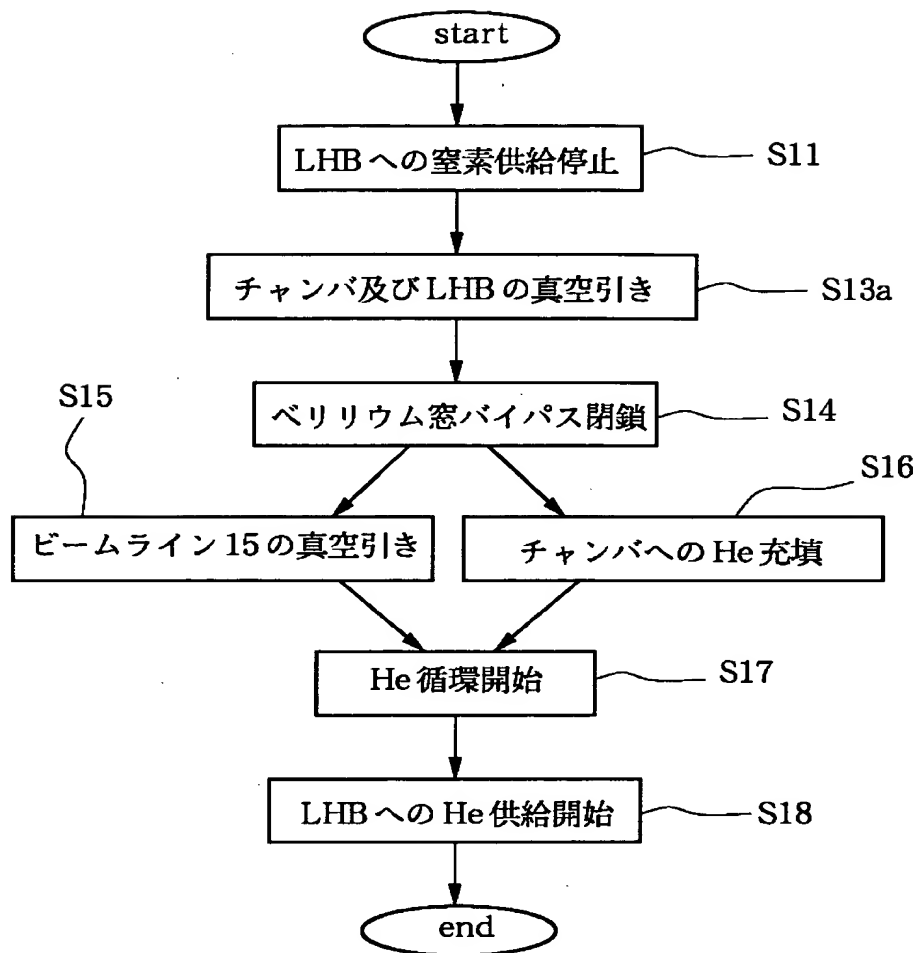 start
LHBへの窒素供給停止
S11
チャンバ及びLHBの真空引き
S13a
ベリリウム窓バイパス閉鎖
S14
S15
ビームライン15の真空引き
S16
チャンバへのHe充填
He循環開始
S17
LHBへのHe供給開始
S18
end